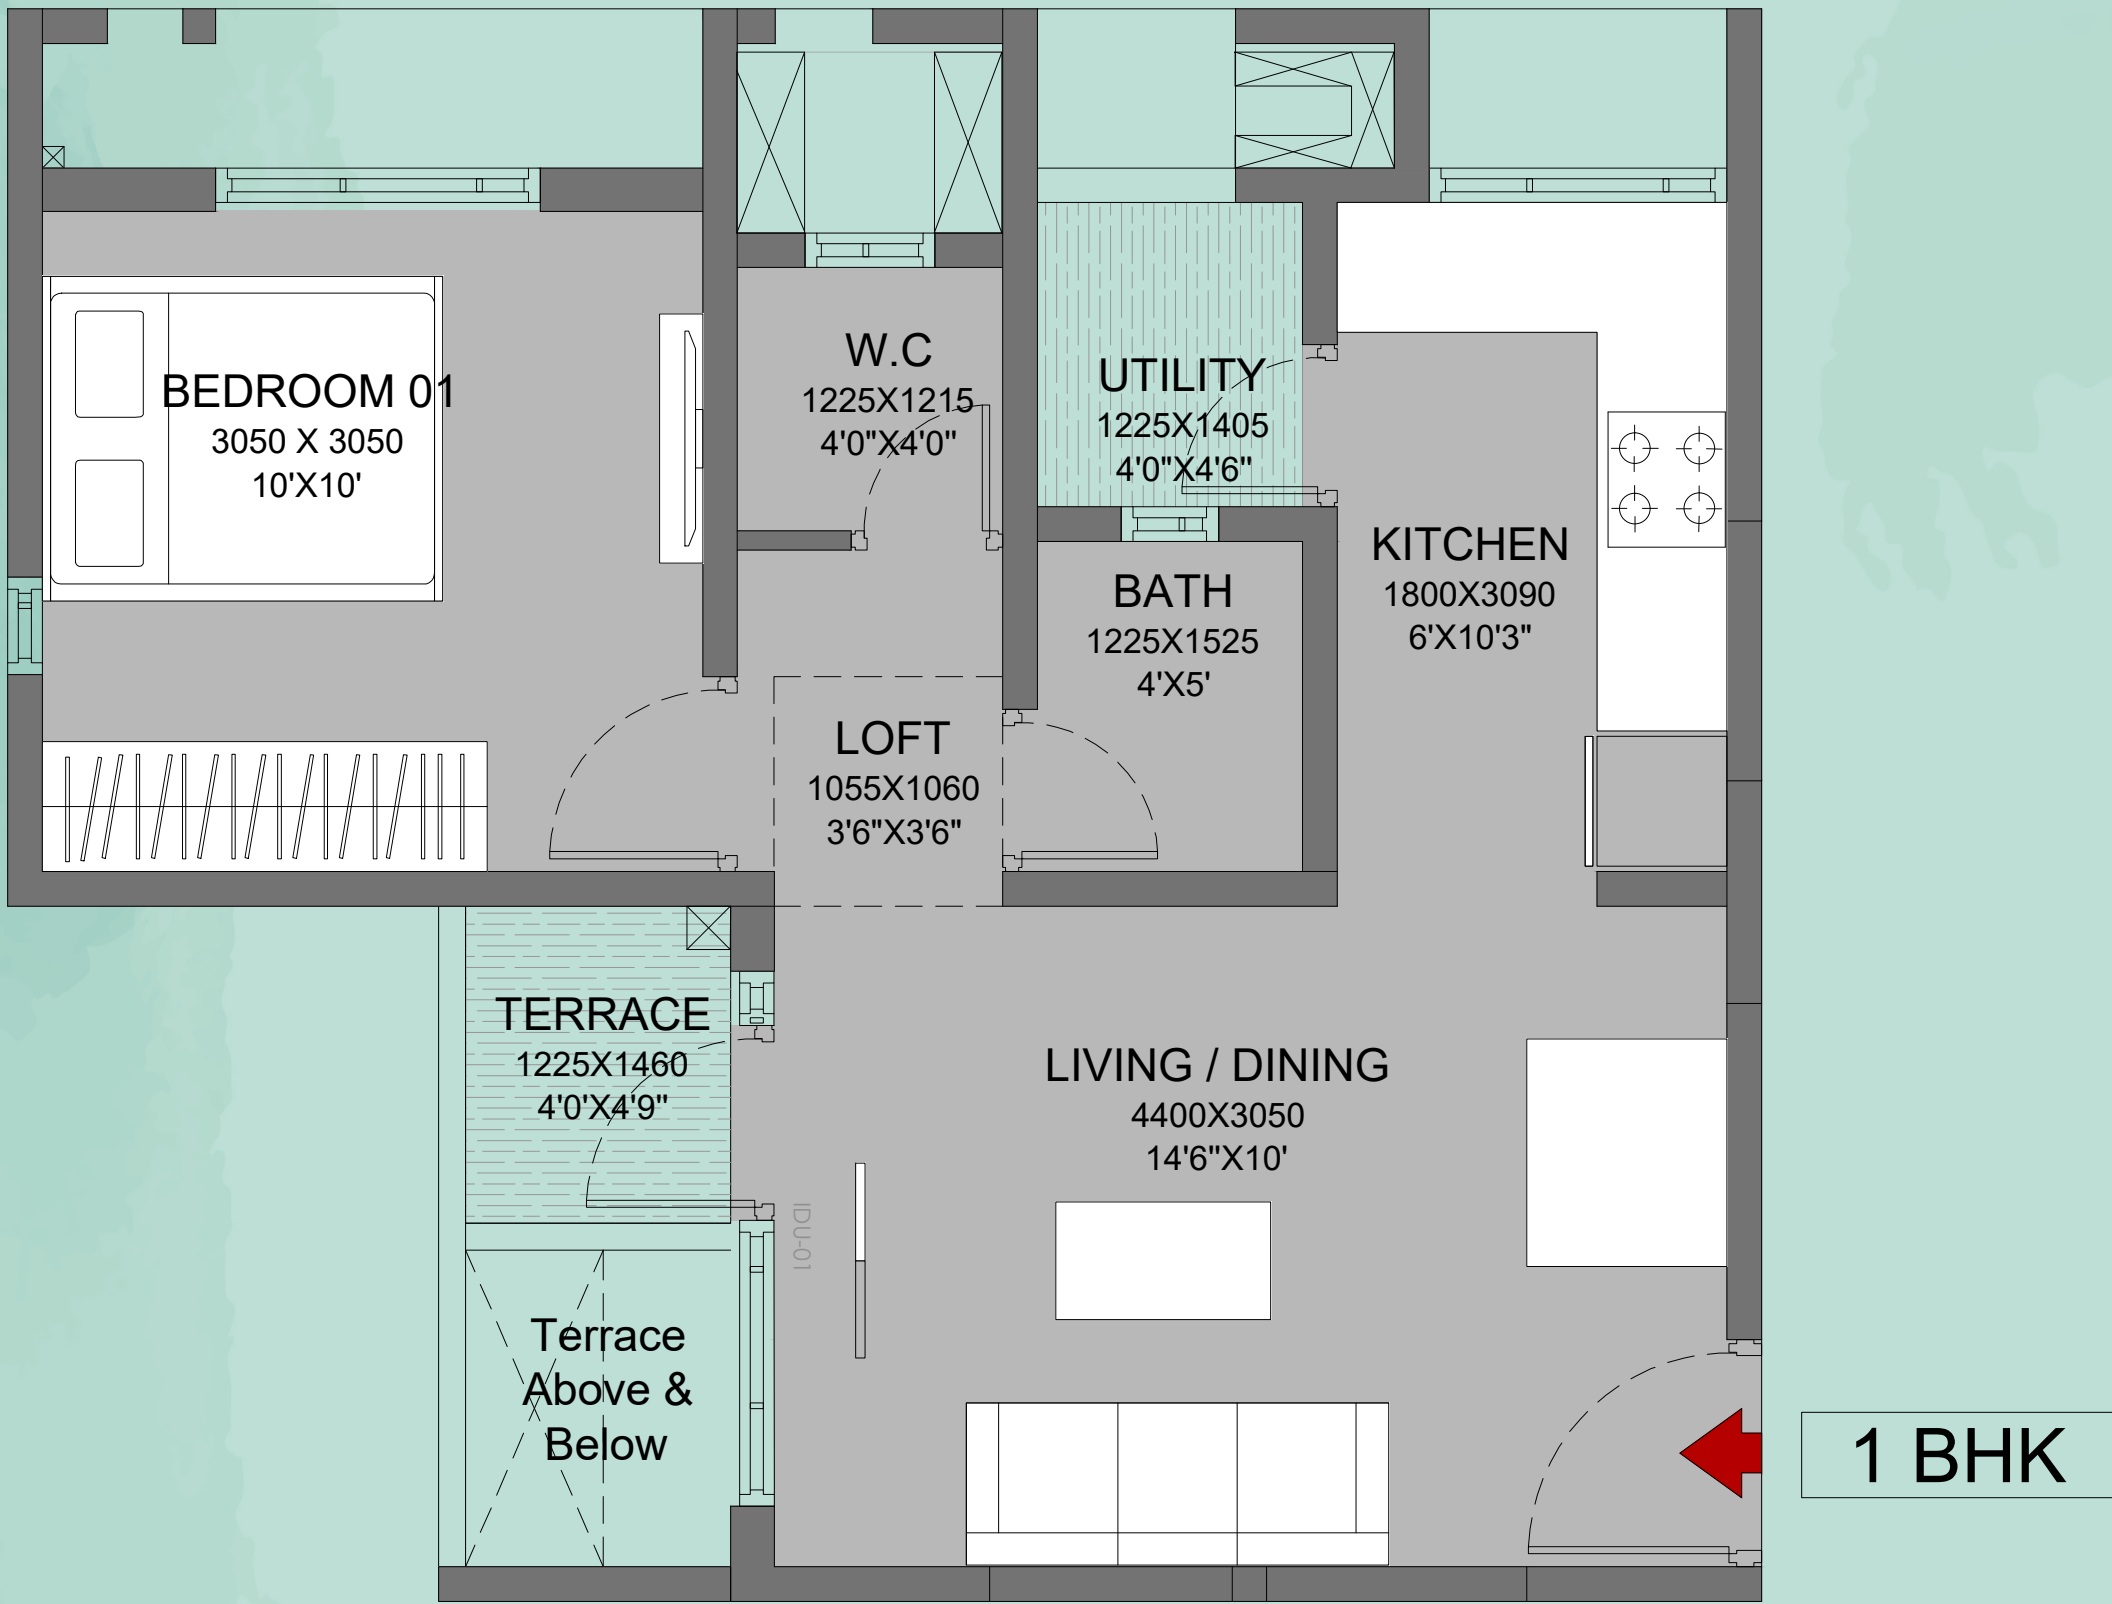 W.C
1225X1215
4'0"X4'0"
UTILITY
1225X1405
4'0"X4'6"
BEDROOM 01
3050 X 3050
10'X10'
KITCHEN
1800X3090
6'X10'3"
BATH
1225X1525
4'X5'
LOFT
1055X1060
3'6"X3'6"
TERRACE
1225X1460
4'0'X4'9"
LIVING / DINING
4400X3050
14'6"X10'
IDU-01
Terrace
Above &
Below
1 BHK